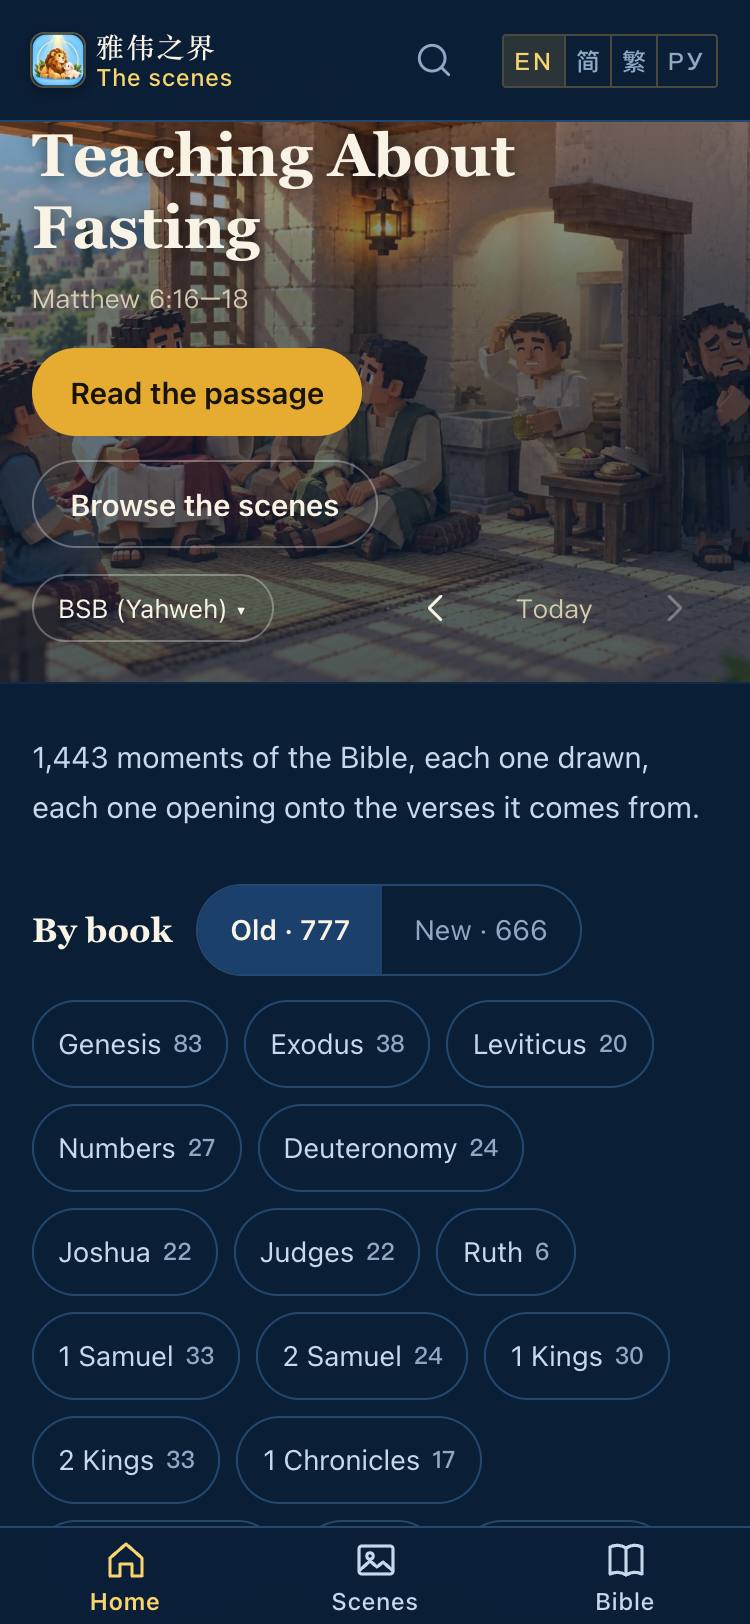 雅伟之界
The scenes
EN 简 繁 РУ
Teaching About
Fasting
Matthew 6:16–18
Read the passage
Browse the scenes
BSB (Yahweh) ▾
Today
1,443 moments of the Bible, each one drawn,
each one opening onto the verses it comes from.
By book Old · 777 New · 666
Genesis 83 Exodus 38 Leviticus 20
Numbers 27 Deuteronomy 24
Joshua 22 Judges 22 Ruth 6
1 Samuel 33 2 Samuel 24 1 Kings 30
2 Kings 33 1 Chronicles 17
Home Scenes Bible